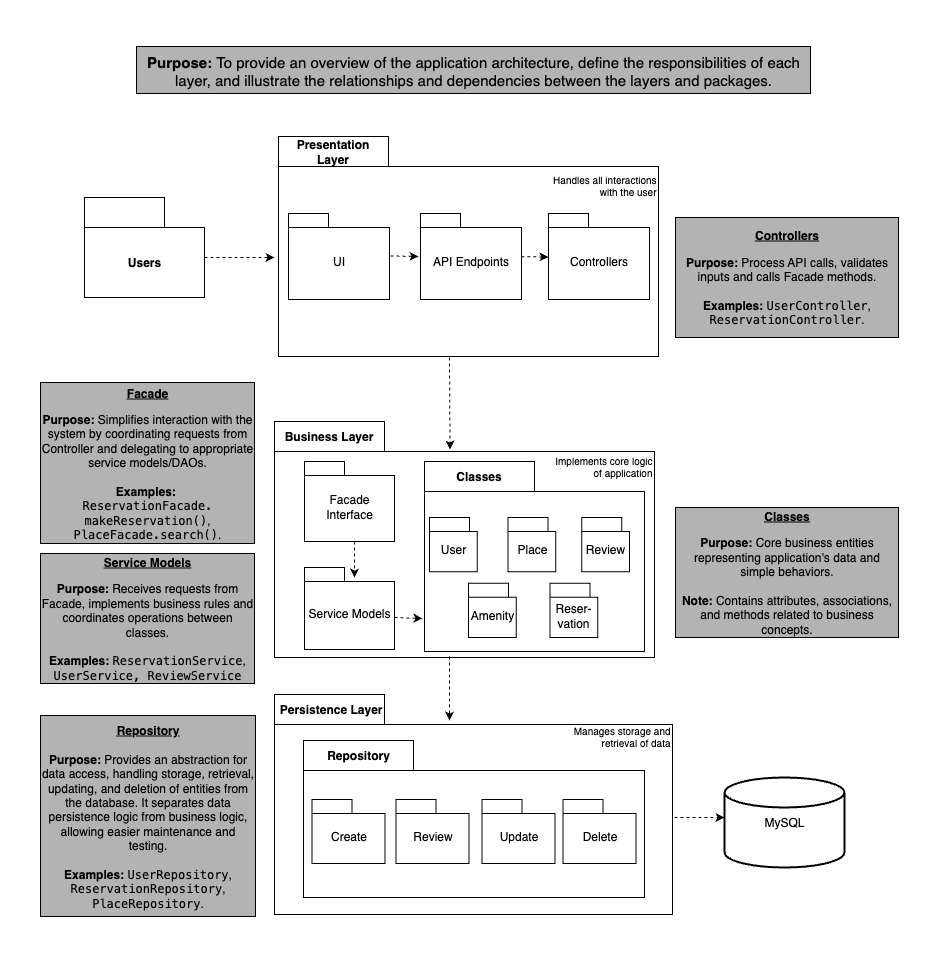 Purpose: To provide an overview of the application architecture, define the responsibilities of each
layer, and illustrate the relationships and dependencies between the layers and packages.
Presentation
Layer
Handles all interactions
with the user
Users
UI
API Endpoints
Controllers
Controllers
Purpose: Process API calls, validates
inputs and calls Facade methods.
Examples: UserController,
ReservationController.
Facade
Purpose: Simplifies interaction with the
system by coordinating requests from
Controller and delegating to appropriate
service models/DAOs.
Examples:
ReservationFacade.
makeReservation(),
PlaceFacade.search().
Business Layer
Implements core logic
of application
Facade
Interface
Service Models
Classes
User
Place
Review
Amenity
Reser-
vation
Classes
Purpose: Core business entities
representing application's data and
simple behaviors.
Note: Contains attributes, associations,
and methods related to business
concepts.
Service Models
Purpose: Receives requests from
Facade, implements business rules and
coordinates operations between
classes.
Examples: ReservationService,
UserService, ReviewService
Persistence Layer
Manages storage and
retrieval of data
Repository
Create
Review
Update
Delete
MySQL
Repository
Purpose: Provides an abstraction for
data access, handling storage, retrieval,
updating, and deletion of entities from
the database. It separates data
persistence logic from business logic,
allowing easier maintenance and
testing.
Examples: UserRepository,
ReservationRepository,
PlaceRepository.